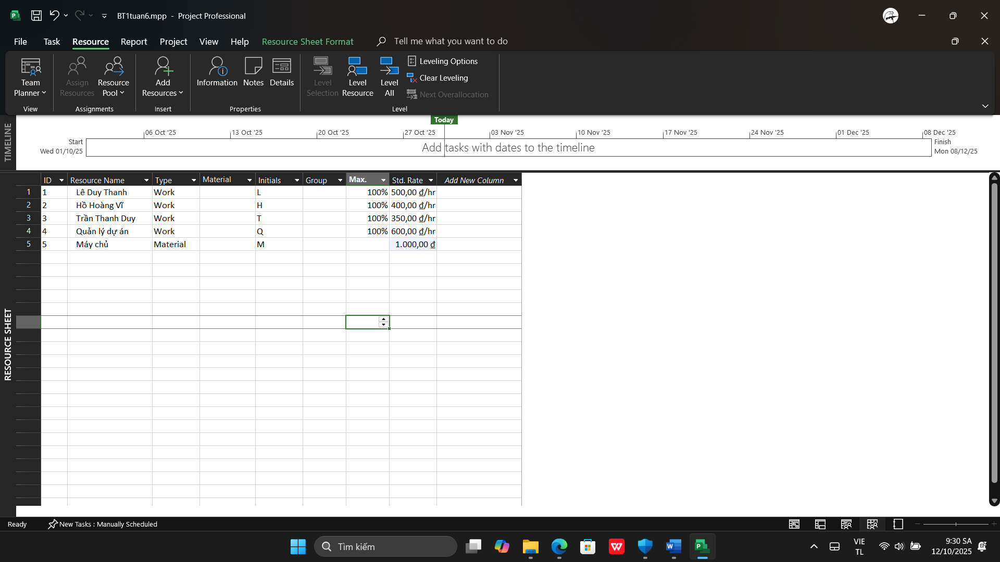 BT1tuan6.mpp - Project Professional
File Task Resource Report Project View Help Resource Sheet Format Tell me what you want to do
Team Planner
Assign Resources
Resource Pool
Add Resources
Information
Notes
Details
Level Selection
Level Resource
Level All
Leveling Options
Clear Leveling
Next Overallocation
View Assignments Insert Properties Level
TIMELINE
Today
06 Oct '25 13 Oct '25 20 Oct '25 27 Oct '25 03 Nov '25 10 Nov '25 17 Nov '25 24 Nov '25 01 Dec '25 08 Dec '25
Start
Wed 01/10/25
Add tasks with dates to the timeline
Finish
Mon 08/12/25
RESOURCE SHEET
ID Resource Name Type Material Initials Group Max. Std. Rate Add New Column
1 1 Lê Duy Thanh Work L 100% 500,00 ₫/hr
2 2 Hồ Hoàng Vĩ Work H 100% 400,00 ₫/hr
3 3 Trần Thanh Duy Work T 100% 350,00 ₫/hr
4 4 Quản lý dự án Work Q 100% 600,00 ₫/hr
5 5 Máy chủ Material M 1.000,00 ₫
Ready New Tasks : Manually Scheduled
Tìm kiếm
VIE
TL
9:30 SA
12/10/2025